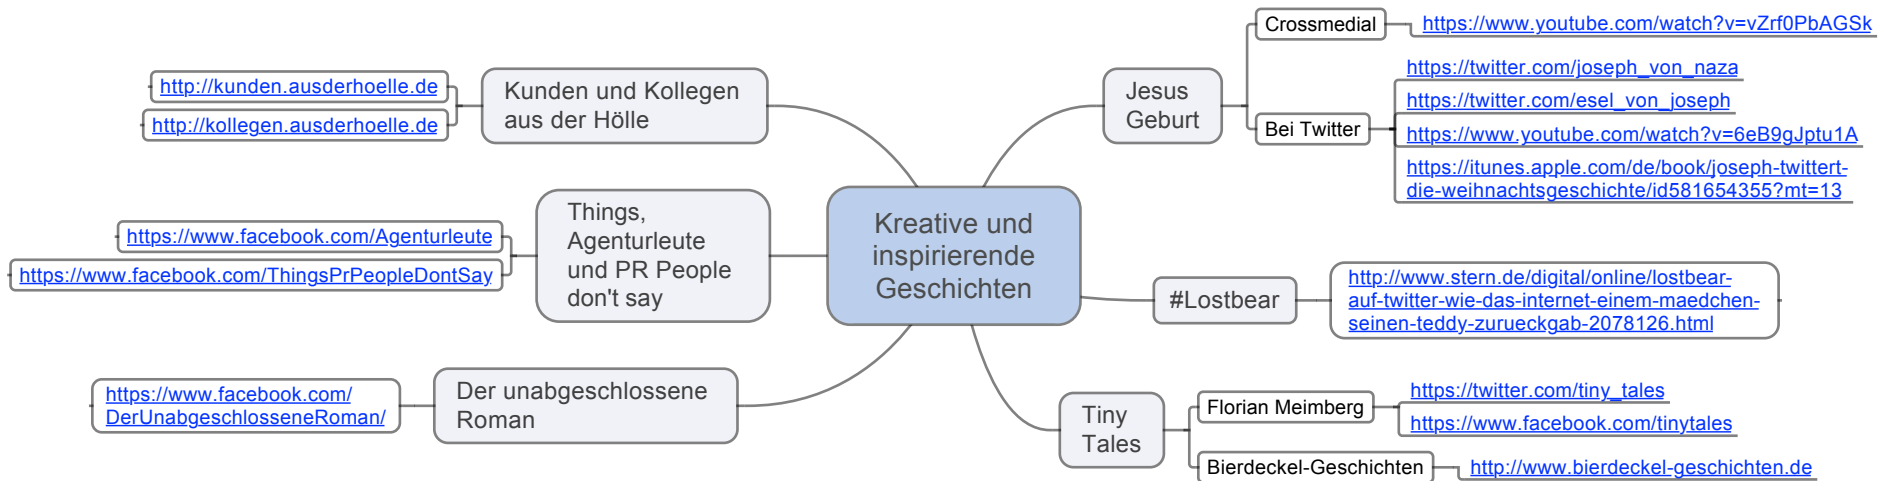 Kreative und
inspirierende
Geschichten
Jesus
Geburt
Crossmedial
https://www.youtube.com/watch?v=vZrf0PbAGSk
Bei Twitter
https://twitter.com/joseph_von_naza
https://twitter.com/esel_von_joseph
https://www.youtube.com/watch?v=6eB9gJptu1A
https://itunes.apple.com/de/book/joseph-twittert-
die-weihnachtsgeschichte/id581654355?mt=13
#Lostbear
http://www.stern.de/digital/online/lostbear-
auf-twitter-wie-das-internet-einem-maedchen-
seinen-teddy-zurueckgab-2078126.html
Tiny
Tales
Florian Meimberg
https://twitter.com/tiny_tales
https://www.facebook.com/tinytales
Bierdeckel-Geschichten
http://www.bierdeckel-geschichten.de
Kunden und Kollegen
aus der Hölle
http://kunden.ausderhoelle.de
http://kollegen.ausderhoelle.de
Things,
Agenturleute
und PR People
don't say
https://www.facebook.com/Agenturleute
https://www.facebook.com/ThingsPrPeopleDontSay
Der unabgeschlossene
Roman
https://www.facebook.com/
DerUnabgeschlosseneRoman/